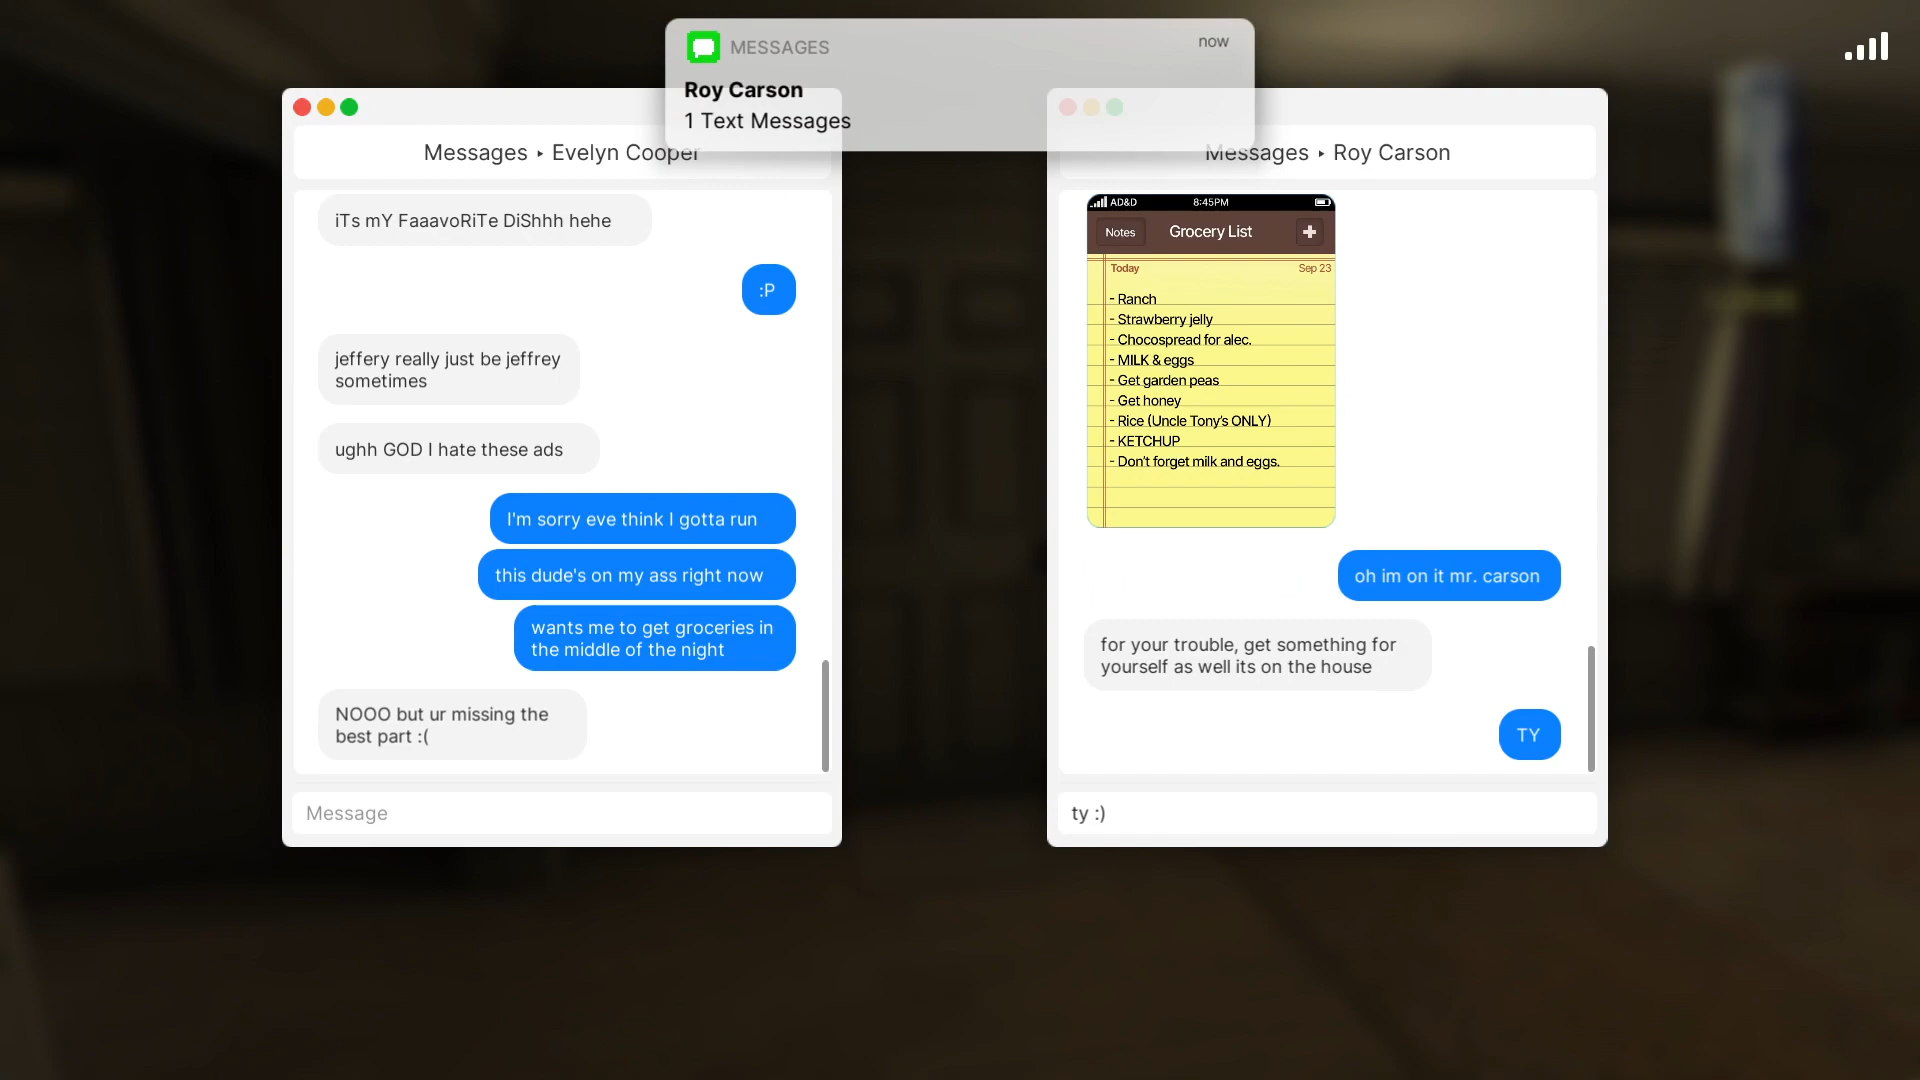 MESSAGES
now
Roy Carson
1 Text Messages
Messages ‣ Evelyn Cooper
iTs mY FaaavoRiTe DiShhh hehe
:P
jeffery really just be jeffrey
sometimes
ughh GOD I hate these ads
I'm sorry eve think I gotta run
this dude's on my ass right now
wants me to get groceries in
the middle of the night
NOOO but ur missing the
best part :(
Message
Messages ‣ Roy Carson
AD&D
8:45PM
Notes
Grocery List
Today
Sep 23
- Ranch
- Strawberry jelly
- Chocospread for alec.
- MILK & eggs
- Get garden peas
- Get honey
- Rice (Uncle Tony's ONLY)
- KETCHUP
- Don't forget milk and eggs.
oh im on it mr. carson
for your trouble, get something for
yourself as well its on the house
TY
ty :)